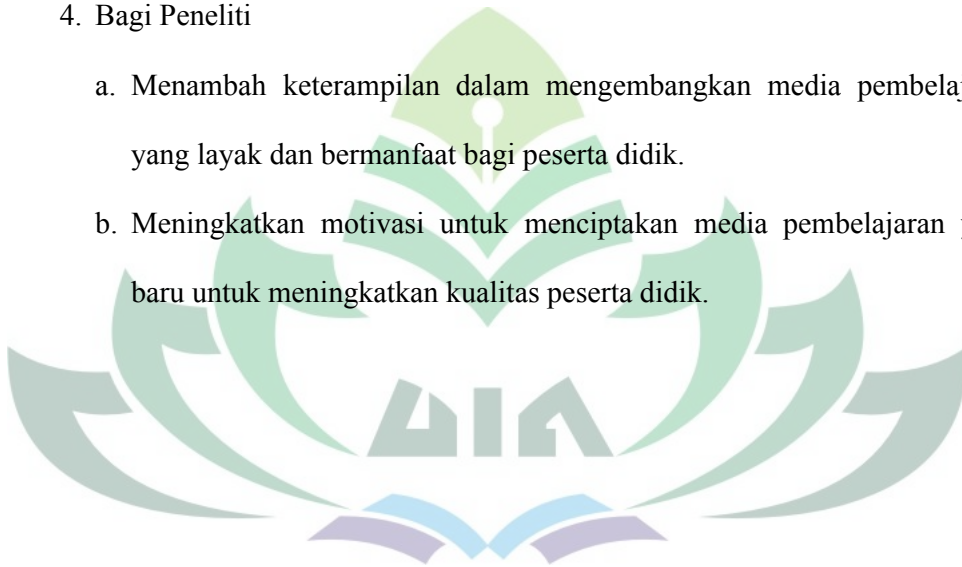 4. Bagi Peneliti
a. Menambah keterampilan dalam mengembangkan media
yang layak dan bermanfaat bagi peserta didik.
b. Meningkatkan motivasi untuk menciptakan media pembelajaran
baru untuk meningkatkan kualitas peserta didik.
UIN